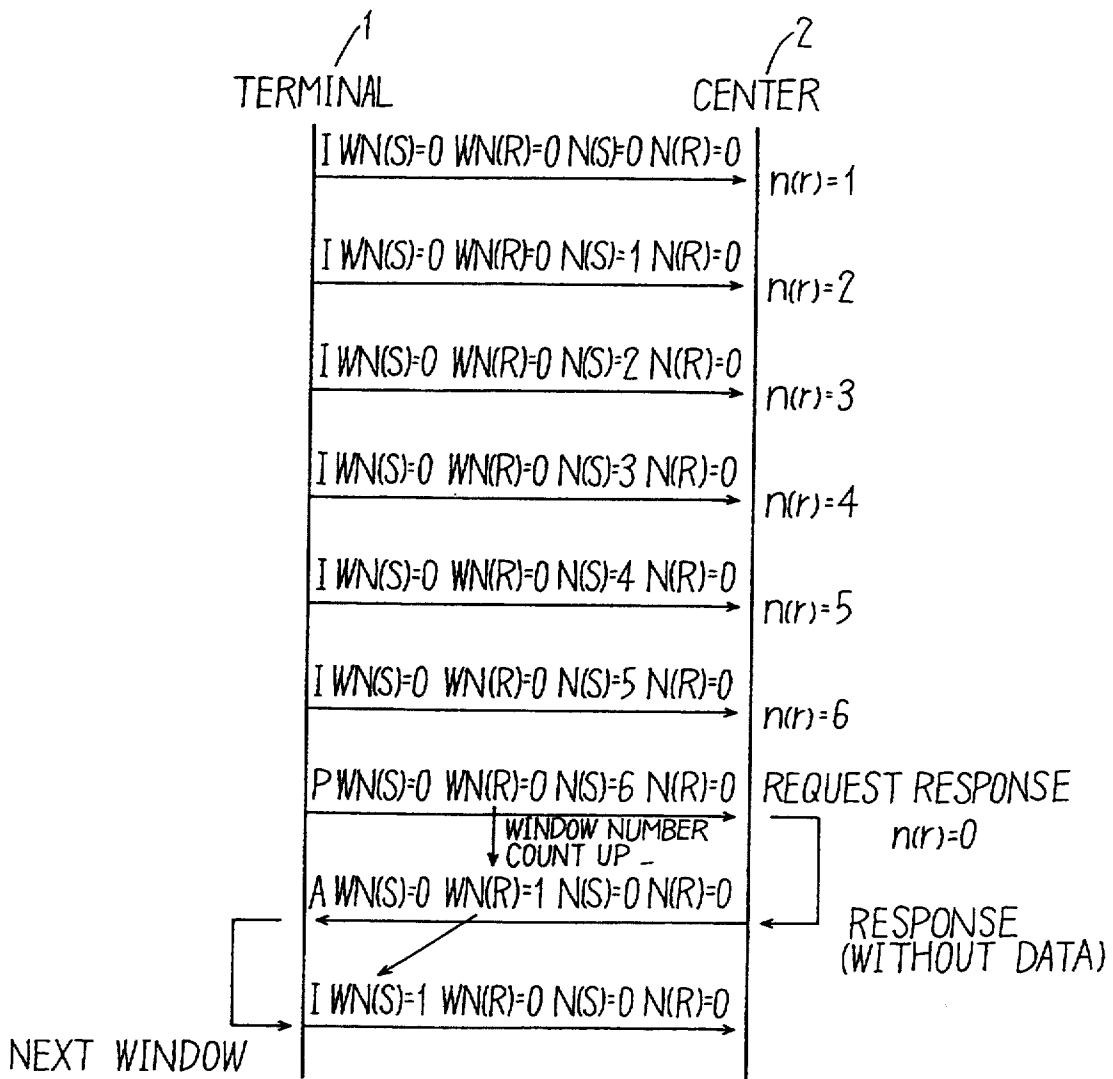 1
2
TERMINAL
CENTER
I WN(S)=0 WN(R)=0 N(S)=0 N(R)=0
n(r)=1
I WN(S)=0 WN(R)=0 N(S)=1 N(R)=0
n(r)=2
I WN(S)=0 WN(R)=0 N(S)=2 N(R)=0
n(r)=3
I WN(S)=0 WN(R)=0 N(S)=3 N(R)=0
n(r)=4
I WN(S)=0 WN(R)=0 N(S)=4 N(R)=0
n(r)=5
I WN(S)=0 WN(R)=0 N(S)=5 N(R)=0
n(r)=6
P WN(S)=0 WN(R)=0 N(S)=6 N(R)=0
REQUEST RESPONSE
n(r)=0
WINDOW NUMBER
COUNT UP
A WN(S)=0 WN(R)=1 N(S)=0 N(R)=0
RESPONSE
(WITHOUT DATA)
I WN(S)=1 WN(R)=0 N(S)=0 N(R)=0
NEXT WINDOW